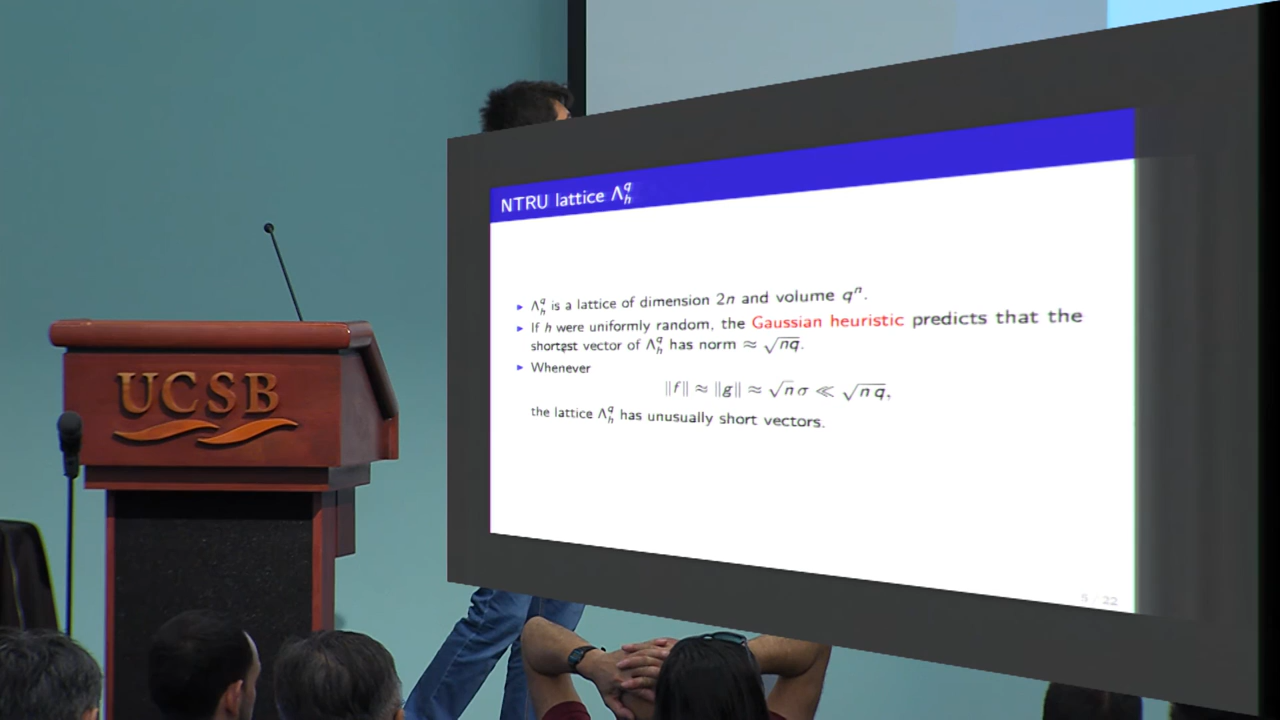 UCSB
NTRU lattice Λ_h^q
▸ Λ_h^q is a lattice of dimension 2n and volume q^n.
▸ If h were uniformly random, the Gaussian heuristic predicts that the
shortest vector of Λ_h^q has norm ≈ √nq.
▸ Whenever
‖f‖ ≈ ‖g‖ ≈ √n σ ≪ √n q,
the lattice Λ_h^q has unusually short vectors.
5 / 22